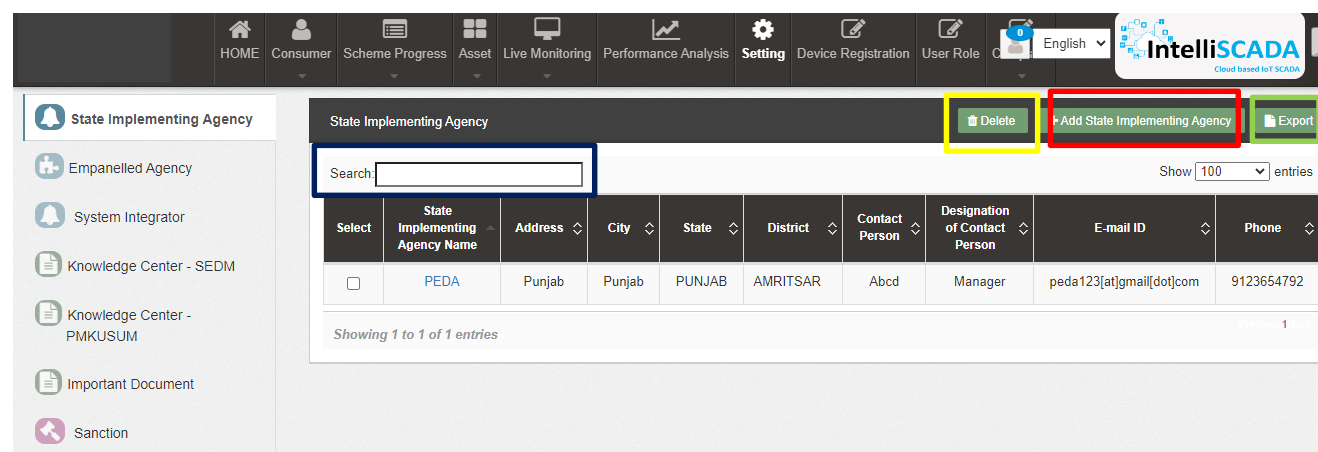 HOME Consumer Scheme Progress Asset Live Monitoring Performance Analysis Setting Device Registration User Role
0
English
IntelliSCADA
Cloud based IoT SCADA
State Implementing Agency
Empanelled Agency
System Integrator
Knowledge Center - SEDM
Knowledge Center -
PMKUSUM
Important Document
Sanction
State Implementing Agency
Delete
Add State Implementing Agency
Export
Search:
Show 100 entries
Select
State
Implementing
Agency Name
Address
City
State
District
Contact
Person
Designation
of Contact
Person
E-mail ID
Phone
PEDA Punjab Punjab PUNJAB AMRITSAR Abcd Manager peda123[at]gmail[dot]com 9123654792
Showing 1 to 1 of 1 entries
1